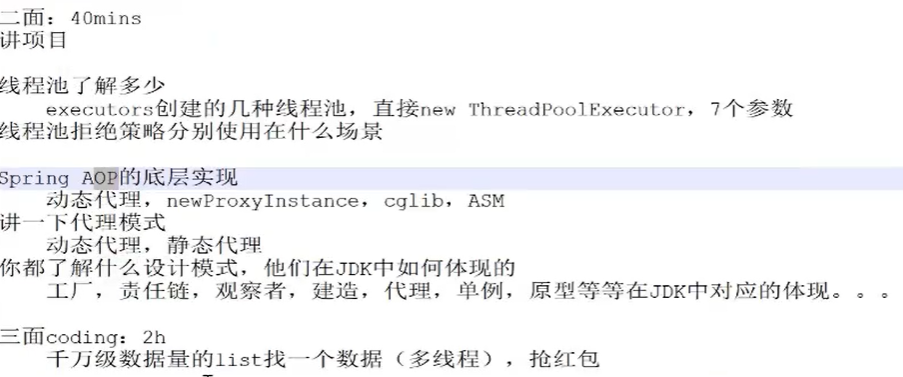 二面：40mins
讲项目
线程池了解多少
executors创建的几种线程池，直接new ThreadPoolExecutor，7个参数
线程池拒绝策略分别使用在什么场景
Spring AOP的底层实现
动态代理，newProxyInstance，cglib，ASM
讲一下代理模式
动态代理，静态代理
你都了解什么设计模式，他们在JDK中如何体现的
工厂，责任链，观察者，建造，代理，单例，原型等等在JDK中对应的体现。。。
三面coding：2h
千万级数据量的list找一个数据（多线程），抢红包